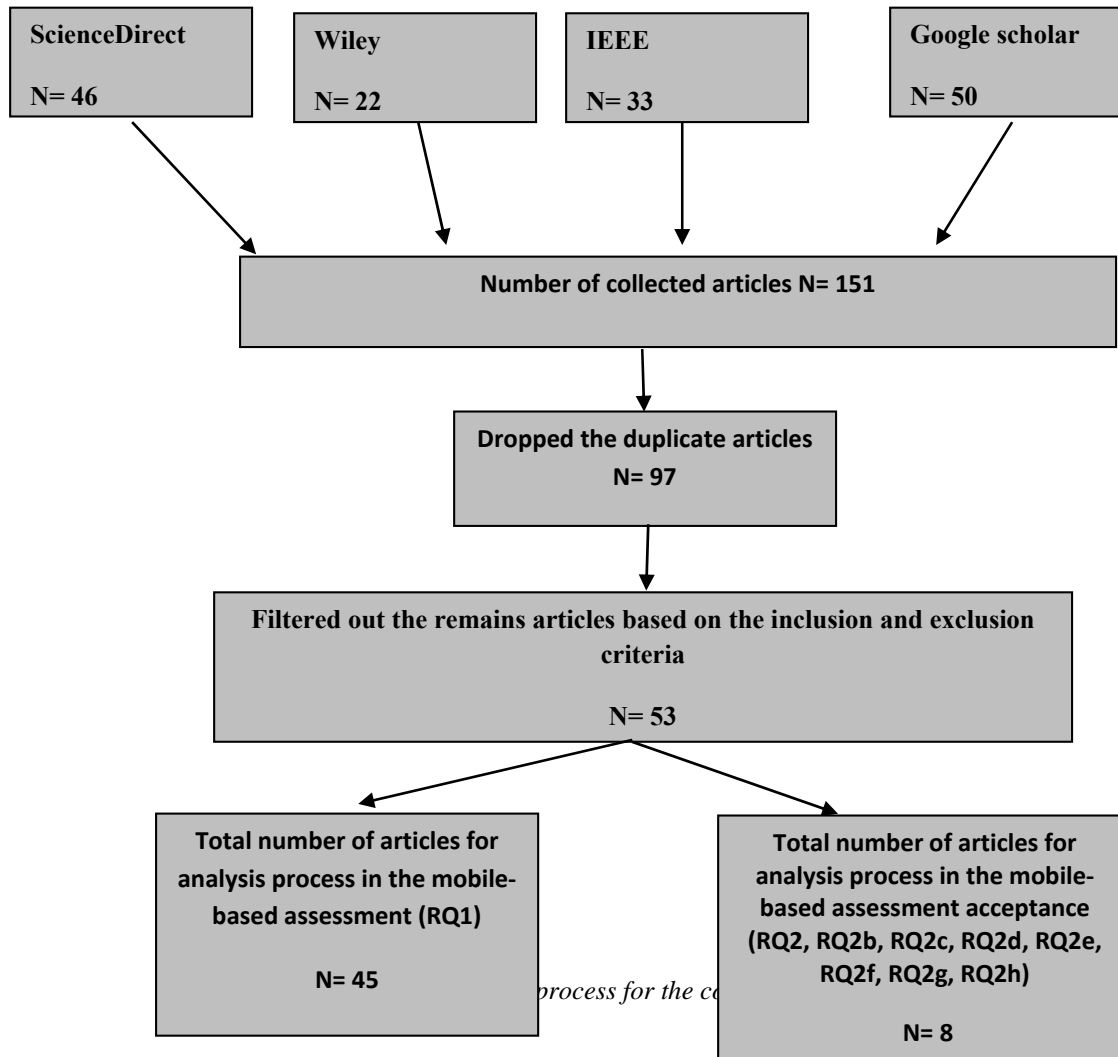 ScienceDirect
N= 46
Wiley
N= 22
IEEE
N= 33
Google scholar
N= 50
Number of collected articles N= 151
Dropped the duplicate articles
N= 97
Filtered out the remains articles based on the inclusion and exclusion
criteria
N= 53
Total number of articles for
analysis process in the mobile-
based assessment (RQ1)
N= 45
Total number of articles for
analysis process in the mobile-
based assessment acceptance
(RQ2, RQ2b, RQ2c, RQ2d, RQ2e,
RQ2f, RQ2g, RQ2h)
N= 8
process for the